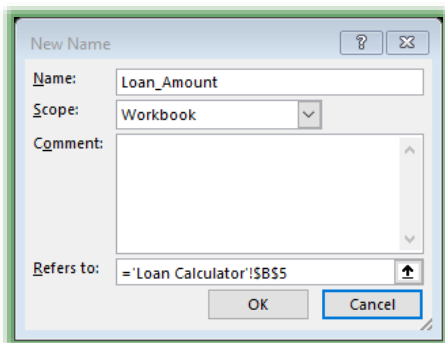 New Name
Name: Loan_Amount
Scope: Workbook
Comment:
Refers to: ='Loan Calculator'!$B$5
OK Cancel